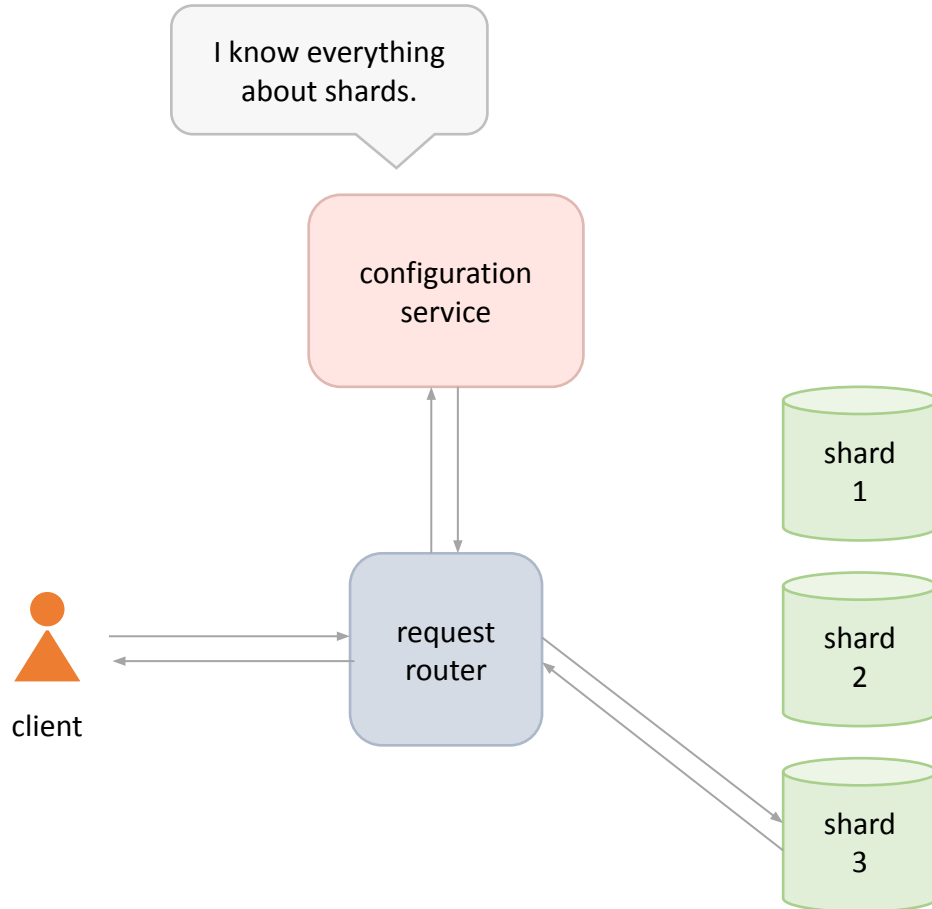 I know everything
about shards.
configuration
service
shard
1
request
router
shard
2
client
shard
3